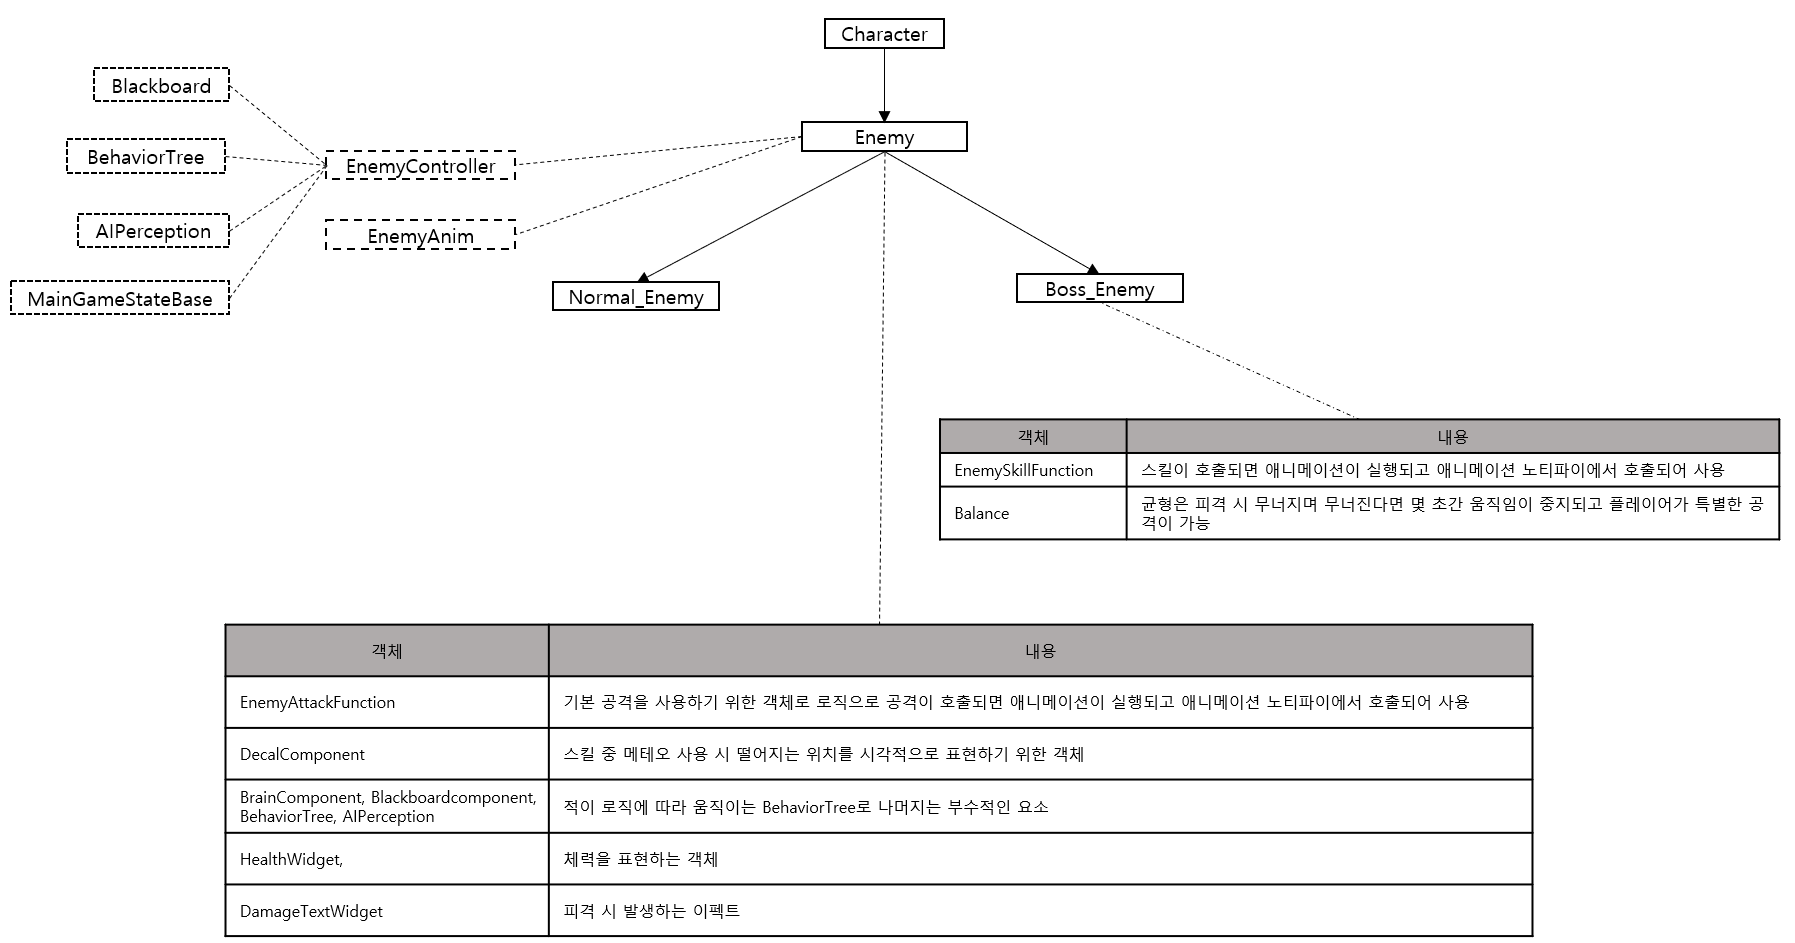 Character
Blackboard
Enemy
BehaviorTree
EnemyController
AIPerception
EnemyAnim
MainGameStateBase
Normal_Enemy
Boss_Enemy
객체
내용
EnemySkillFunction
스킬이 호출되면 애니메이션이 실행되고 애니메이션 노티파이에서 호출되어 사용
Balance
균형은 피격 시 무너지며 무너진다면 몇 초간 움직임이 중지되고 플레이어가 특별한 공
격이 가능
객체
내용
EnemyAttackFunction
기본 공격을 사용하기 위한 객체로 로직으로 공격이 호출되면 애니메이션이 실행되고 애니메이션 노티파이에서 호출되어 사용
DecalComponent
스킬 중 메테오 사용 시 떨어지는 위치를 시각적으로 표현하기 위한 객체
BrainComponent, Blackboardcomponent,
BehaviorTree, AIPerception
적이 로직에 따라 움직이는 BehaviorTree로 나머지는 부수적인 요소
HealthWidget,
체력을 표현하는 객체
DamageTextWidget
피격 시 발생하는 이펙트